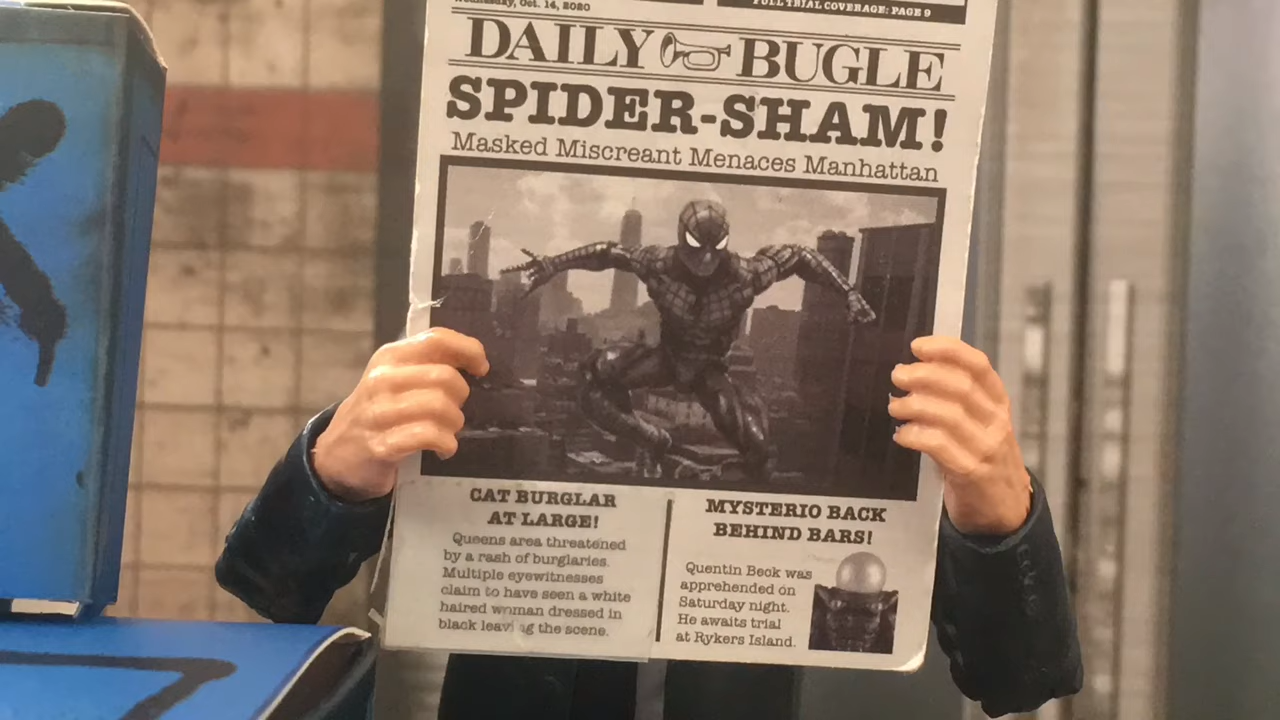 Wednesday, Oct. 14, 2020
FULL TRIAL COVERAGE: PAGE 9
DAILY BUGLE
SPIDER-SHAM!
Masked Miscreant Menaces Manhattan
CAT BURGLAR
AT LARGE!
Queens area threatened
by a rash of burglaries.
Multiple eyewitnesses
claim to have seen a white
haired woman dressed in
black leaving the scene.
MYSTERIO BACK
BEHIND BARS!
Quentin Beck was
apprehended on
Saturday night.
He awaits trial
at Rykers Island.